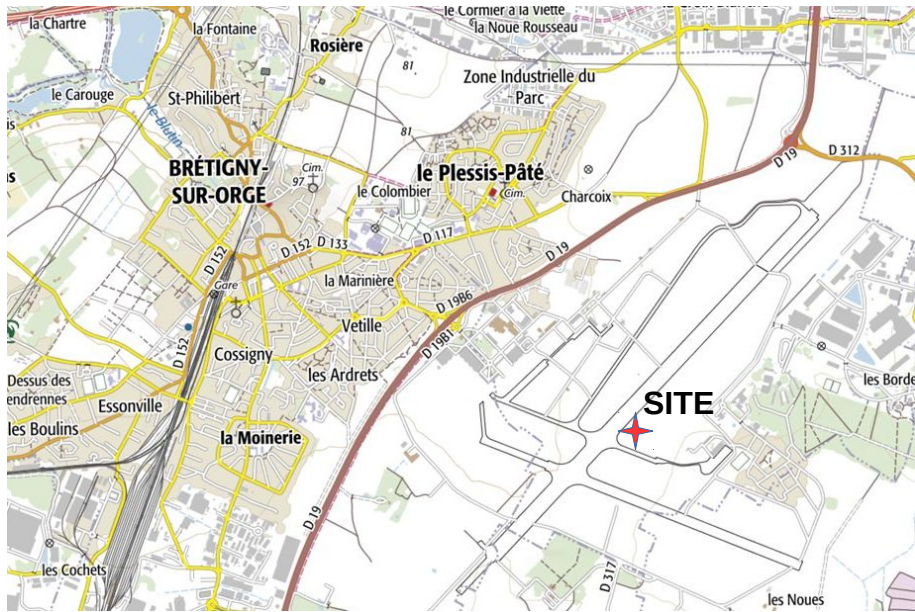 la Chartre
la Fontaine
le Cormier à la Viette
la Noue Rousseau
Rosière
81
Zone Industrielle du
Parc
le Carouge
St-Philibert
le Blutin
81
D 19
D 312
BRÉTIGNY-
SUR-ORGE
Cim.
97
le Plessis-Pâté
Cim.
le Colombier
Charcoix
D 152
D 152
D 133
D 117
D 19
Gare
la Marinière
D 19B6
Vetille
D 19B1
D 152
Cossigny
les Ardrets
Dessus des
endrennes
Essonville
les Boulins
la Moinerie
SITE
les Borde
D 19
les Cochets
D 317
les Noues